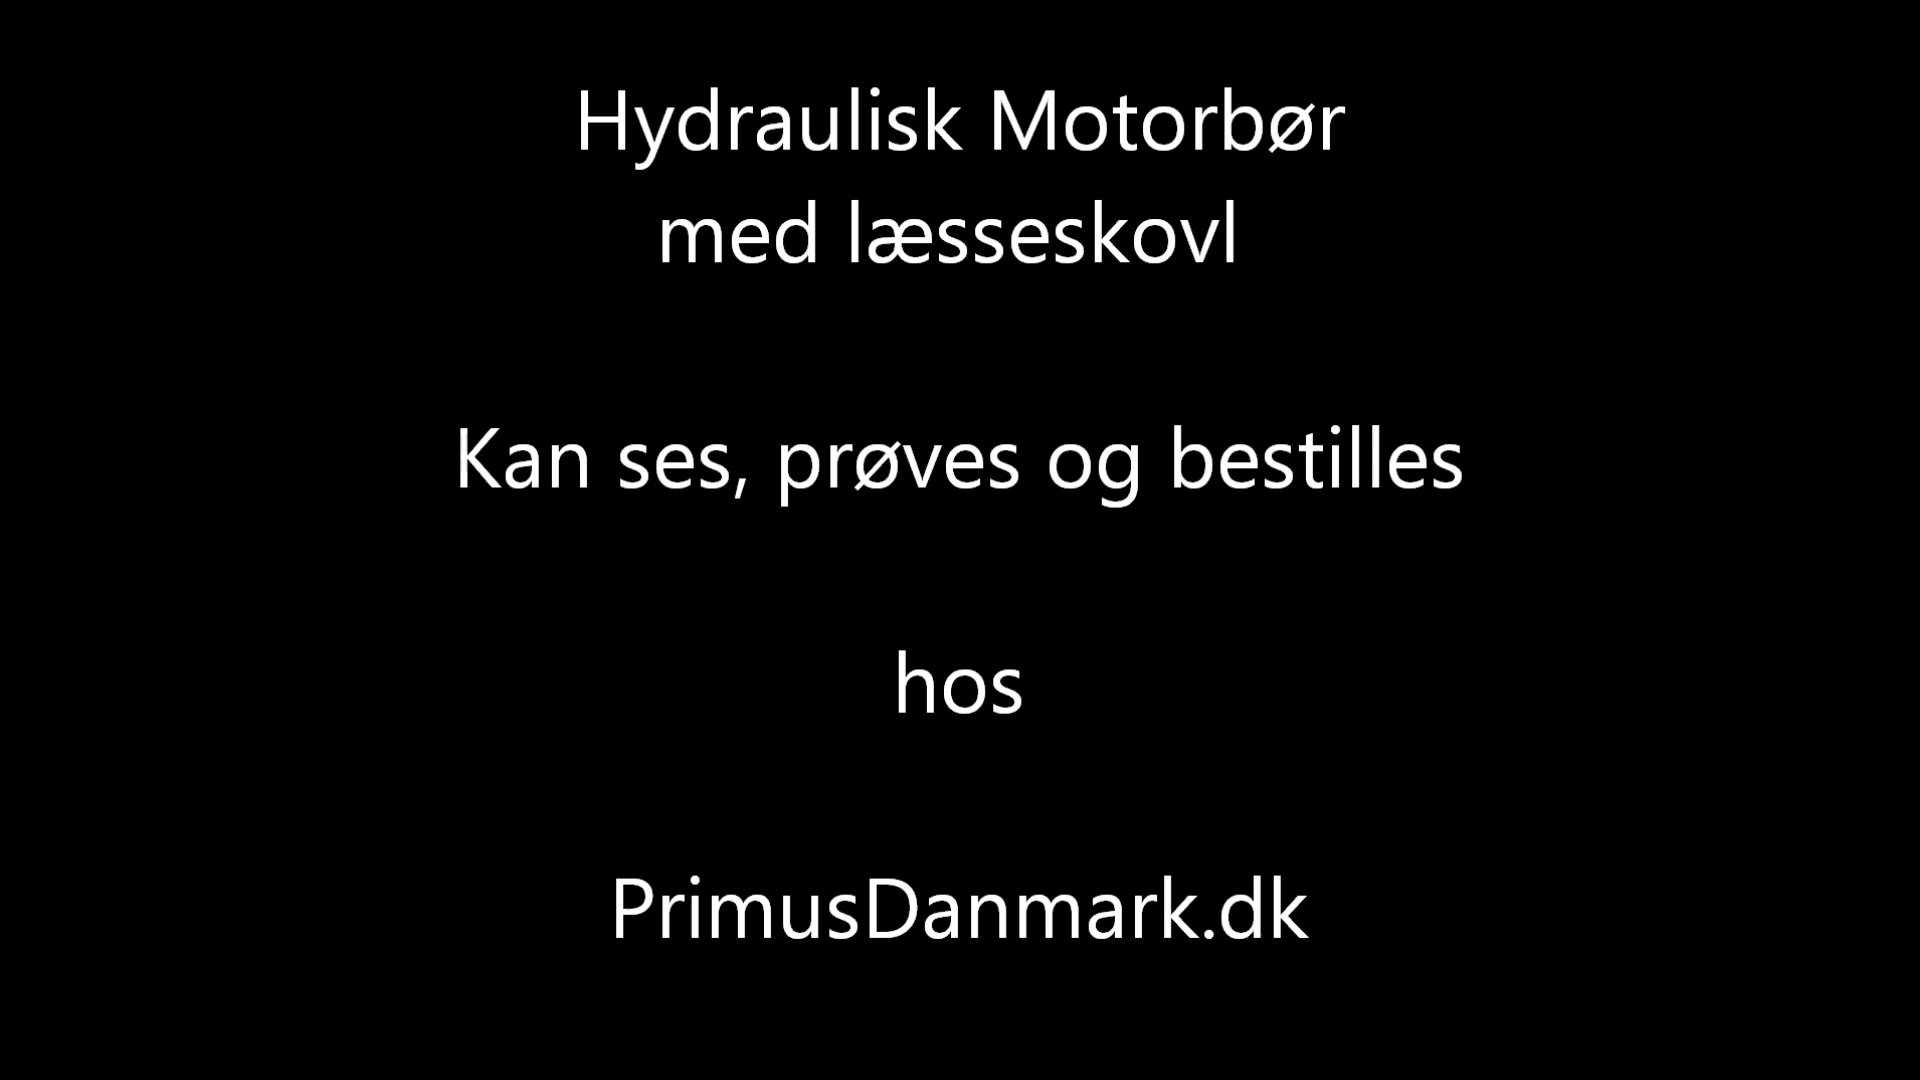 Hydraulisk Motorbør
med læsseskovl
Kan ses, prøves og bestilles
hos
PrimusDanmark.dk